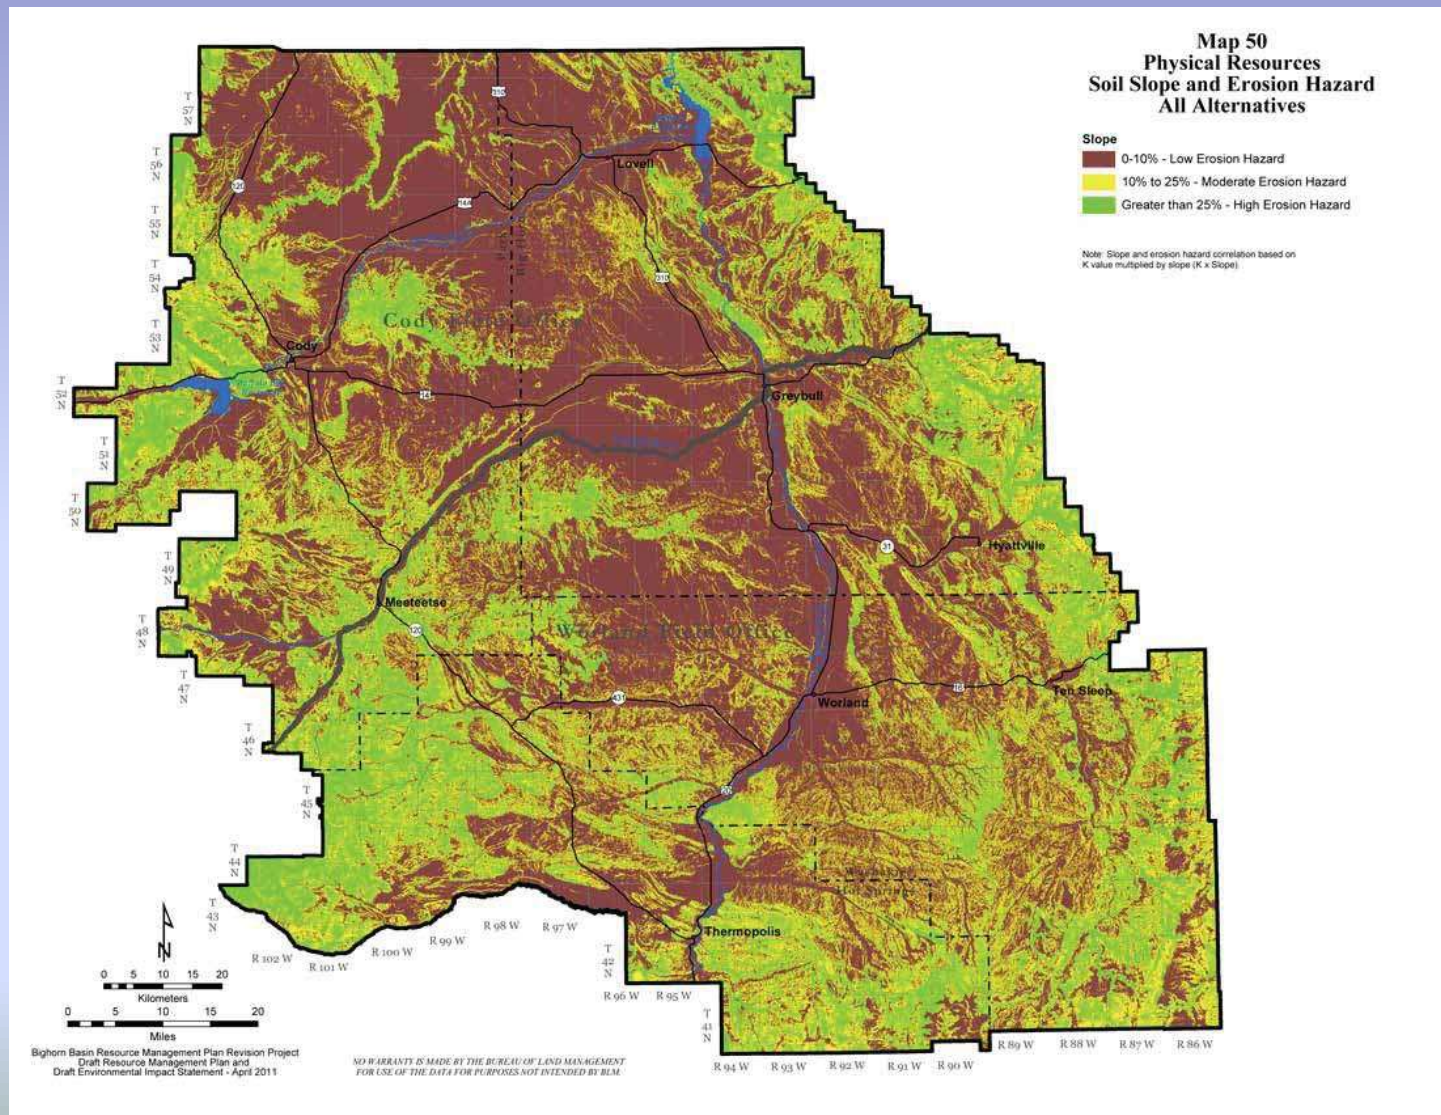 Map 50
Physical Resources
Soil Slope and Erosion Hazard
All Alternatives
Slope
0-10% - Low Erosion Hazard
10% to 25% - Moderate Erosion Hazard
Greater than 25% - High Erosion Hazard
Note: Slope and erosion hazard correlation based on
K value multiplied by slope (K x Slope)
T
57
N
T
56
N
T
55
N
T
54
N
T
53
N
T
52
N
T
51
N
T
50
N
T
49
N
T
48
N
T
47
N
T
46
N
T
45
N
T
44
N
T
43
N
T
42
N
T
41
N
310
Lovell
120
14A
310
Cody Field Office
Cody
14
Greybull
31
Hyattville
Meeteetse
120
Worland Field Office
431
Worland
16
Ten Sleep
20
Washakie
Hot Springs
Thermopolis
R 102 W
R 101 W
R 100 W
R 99 W
R 98 W
R 97 W
R 96 W
R 95 W
R 94 W
R 93 W
R 92 W
R 91 W
R 90 W
R 89 W
R 88 W
R 87 W
R 86 W
N
0 5 10 15 20
Kilometers
0 5 10 15 20
Miles
Bighorn Basin Resource Management Plan Revision Project
Draft Resource Management Plan and
Draft Environmental Impact Statement - April 2011
NO WARRANTY IS MADE BY THE BUREAU OF LAND MANAGEMENT
FOR USE OF THE DATA FOR PURPOSES NOT INTENDED BY BLM.